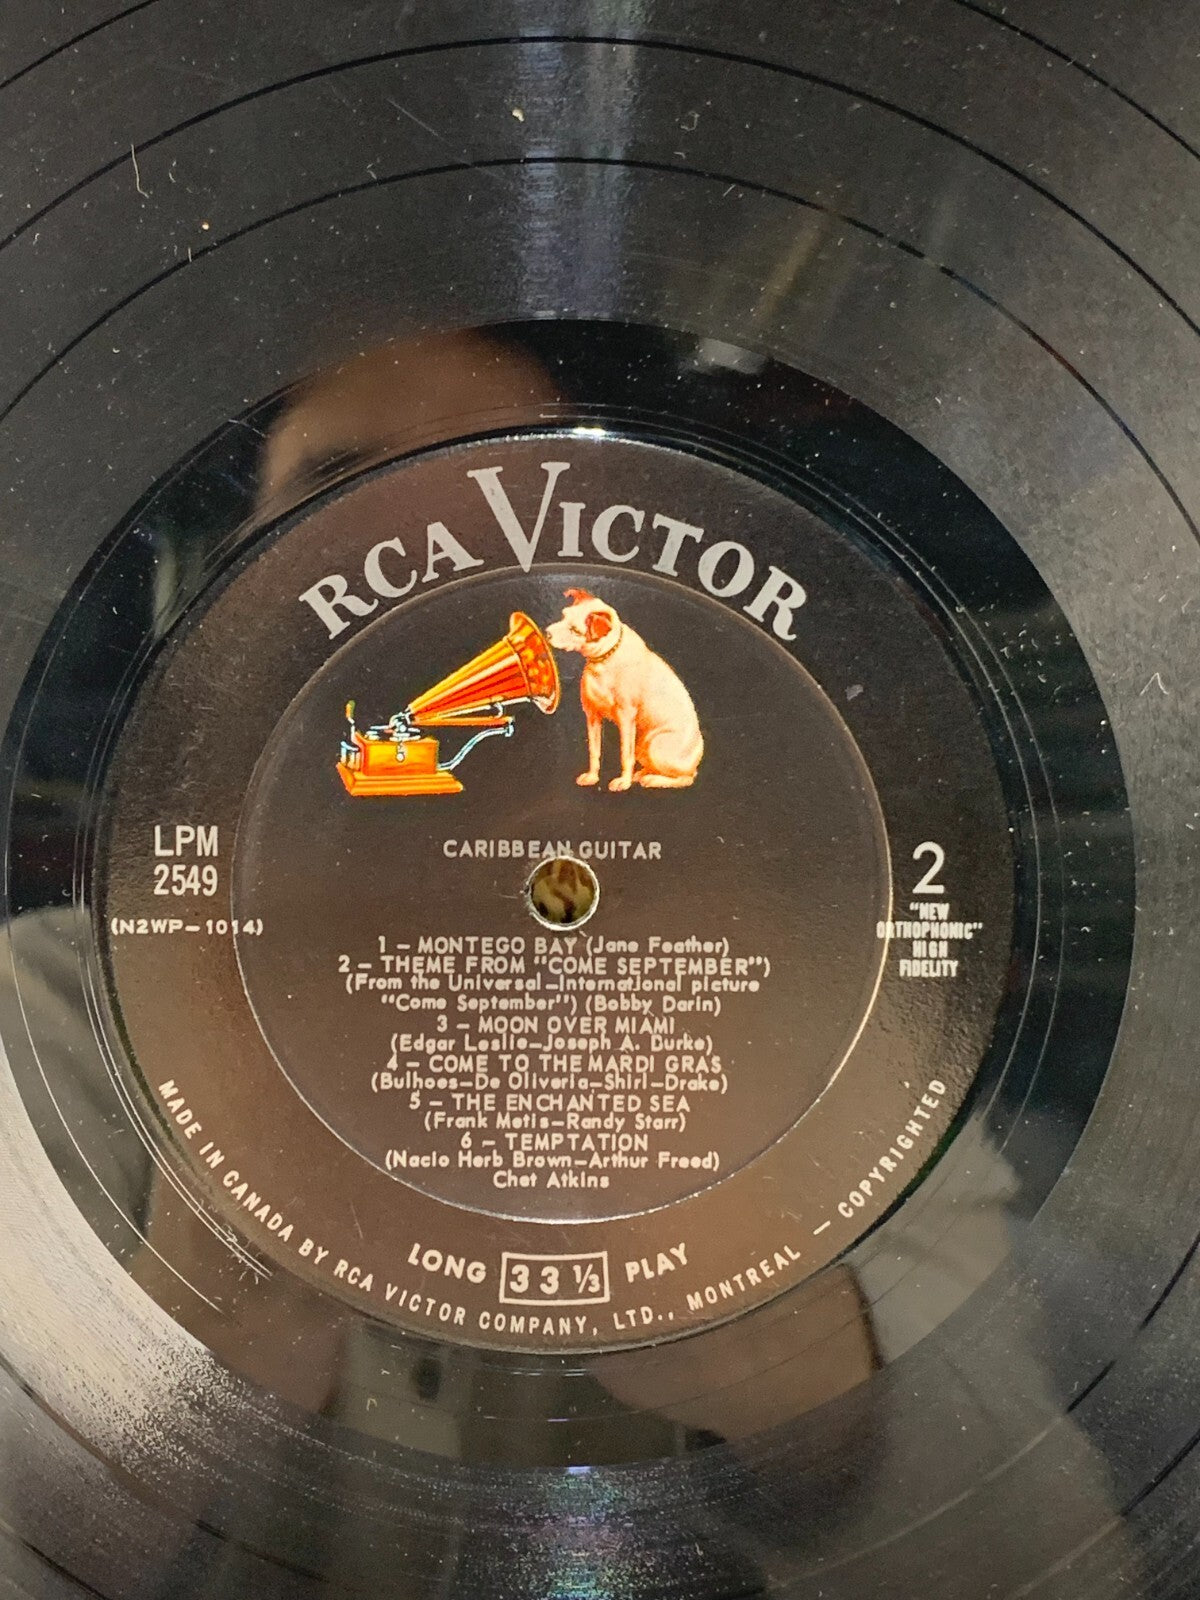 RCA VICTOR
LPM
2549
(N2WP-1014)
CARIBBEAN GUITAR
2
"NEW
ORTHOPHONIC"
HIGH
FIDELITY
1 - MONTEGO BAY (Jane Feather)
2 - THEME FROM "COME SEPTEMBER")
(From the Universal-International picture
"Come September") (Bobby Darin)
3 - MOON OVER MIAMI
(Edgar Leslie-Joseph A. Burke)
4 - COME TO THE MARDI GRAS
(Bulhoes-De Oliveria-Shirl-Drake)
5 - THE ENCHANTED SEA
(Frank Metis-Randy Starr)
6 - TEMPTATION
(Nacio Herb Brown-Arthur Freed)
Chet Atkins
LONG 33 1/3 PLAY
MADE IN CANADA BY RCA VICTOR COMPANY, LTD., MONTREAL - COPYRIGHTED